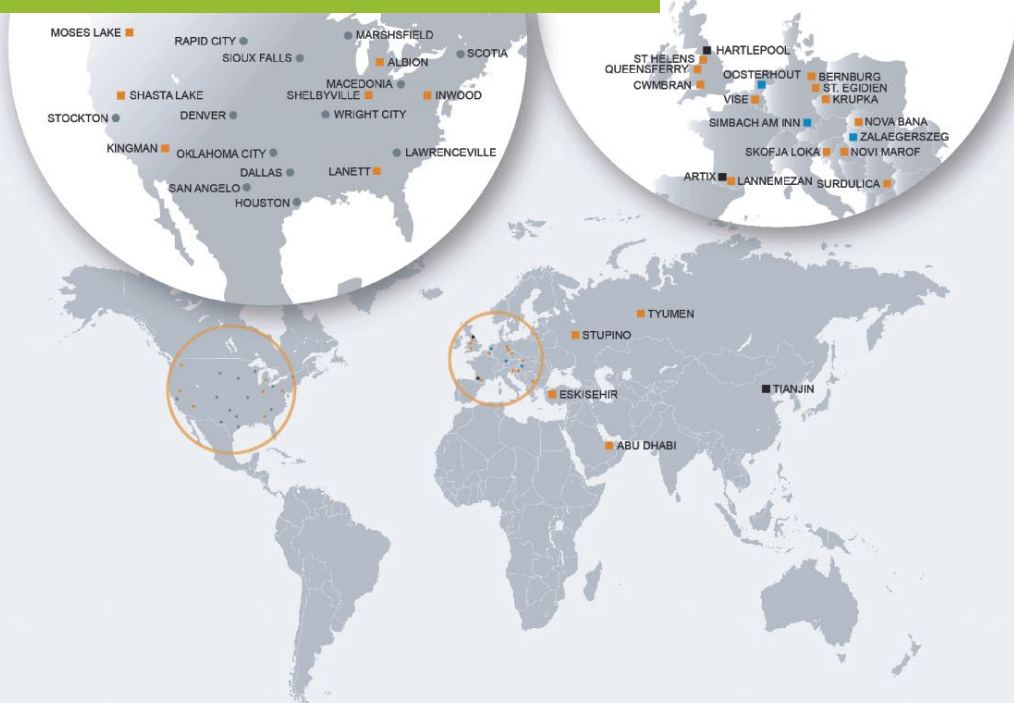 MOSES LAKE
RAPID CITY
MARSHSFIELD
SIOUX FALLS
ALBION
SCOTIA
MACEDONIA
SHASTA LAKE
SHELBYVILLE
INWOOD
STOCKTON
DENVER
WRIGHT CITY
KINGMAN
OKLAHOMA CITY
LAWRENCEVILLE
DALLAS
LANETT
SAN ANGELO
HOUSTON
HARTLEPOOL
ST HELENS
QUEENSFERRY
OOSTERHOUT
BERNBURG
CWMBRAN
ST. EGIDIEN
VISE
KRUPKA
SIMBACH AM INN
NOVA BANA
ZALAEGERSZEG
SKOFJA LOKA
NOVI MAROF
ARTIX
LANNEMEZAN
SURDULICA
TYUMEN
STUPINO
TIANJIN
ESKISEHIR
ABU DHABI